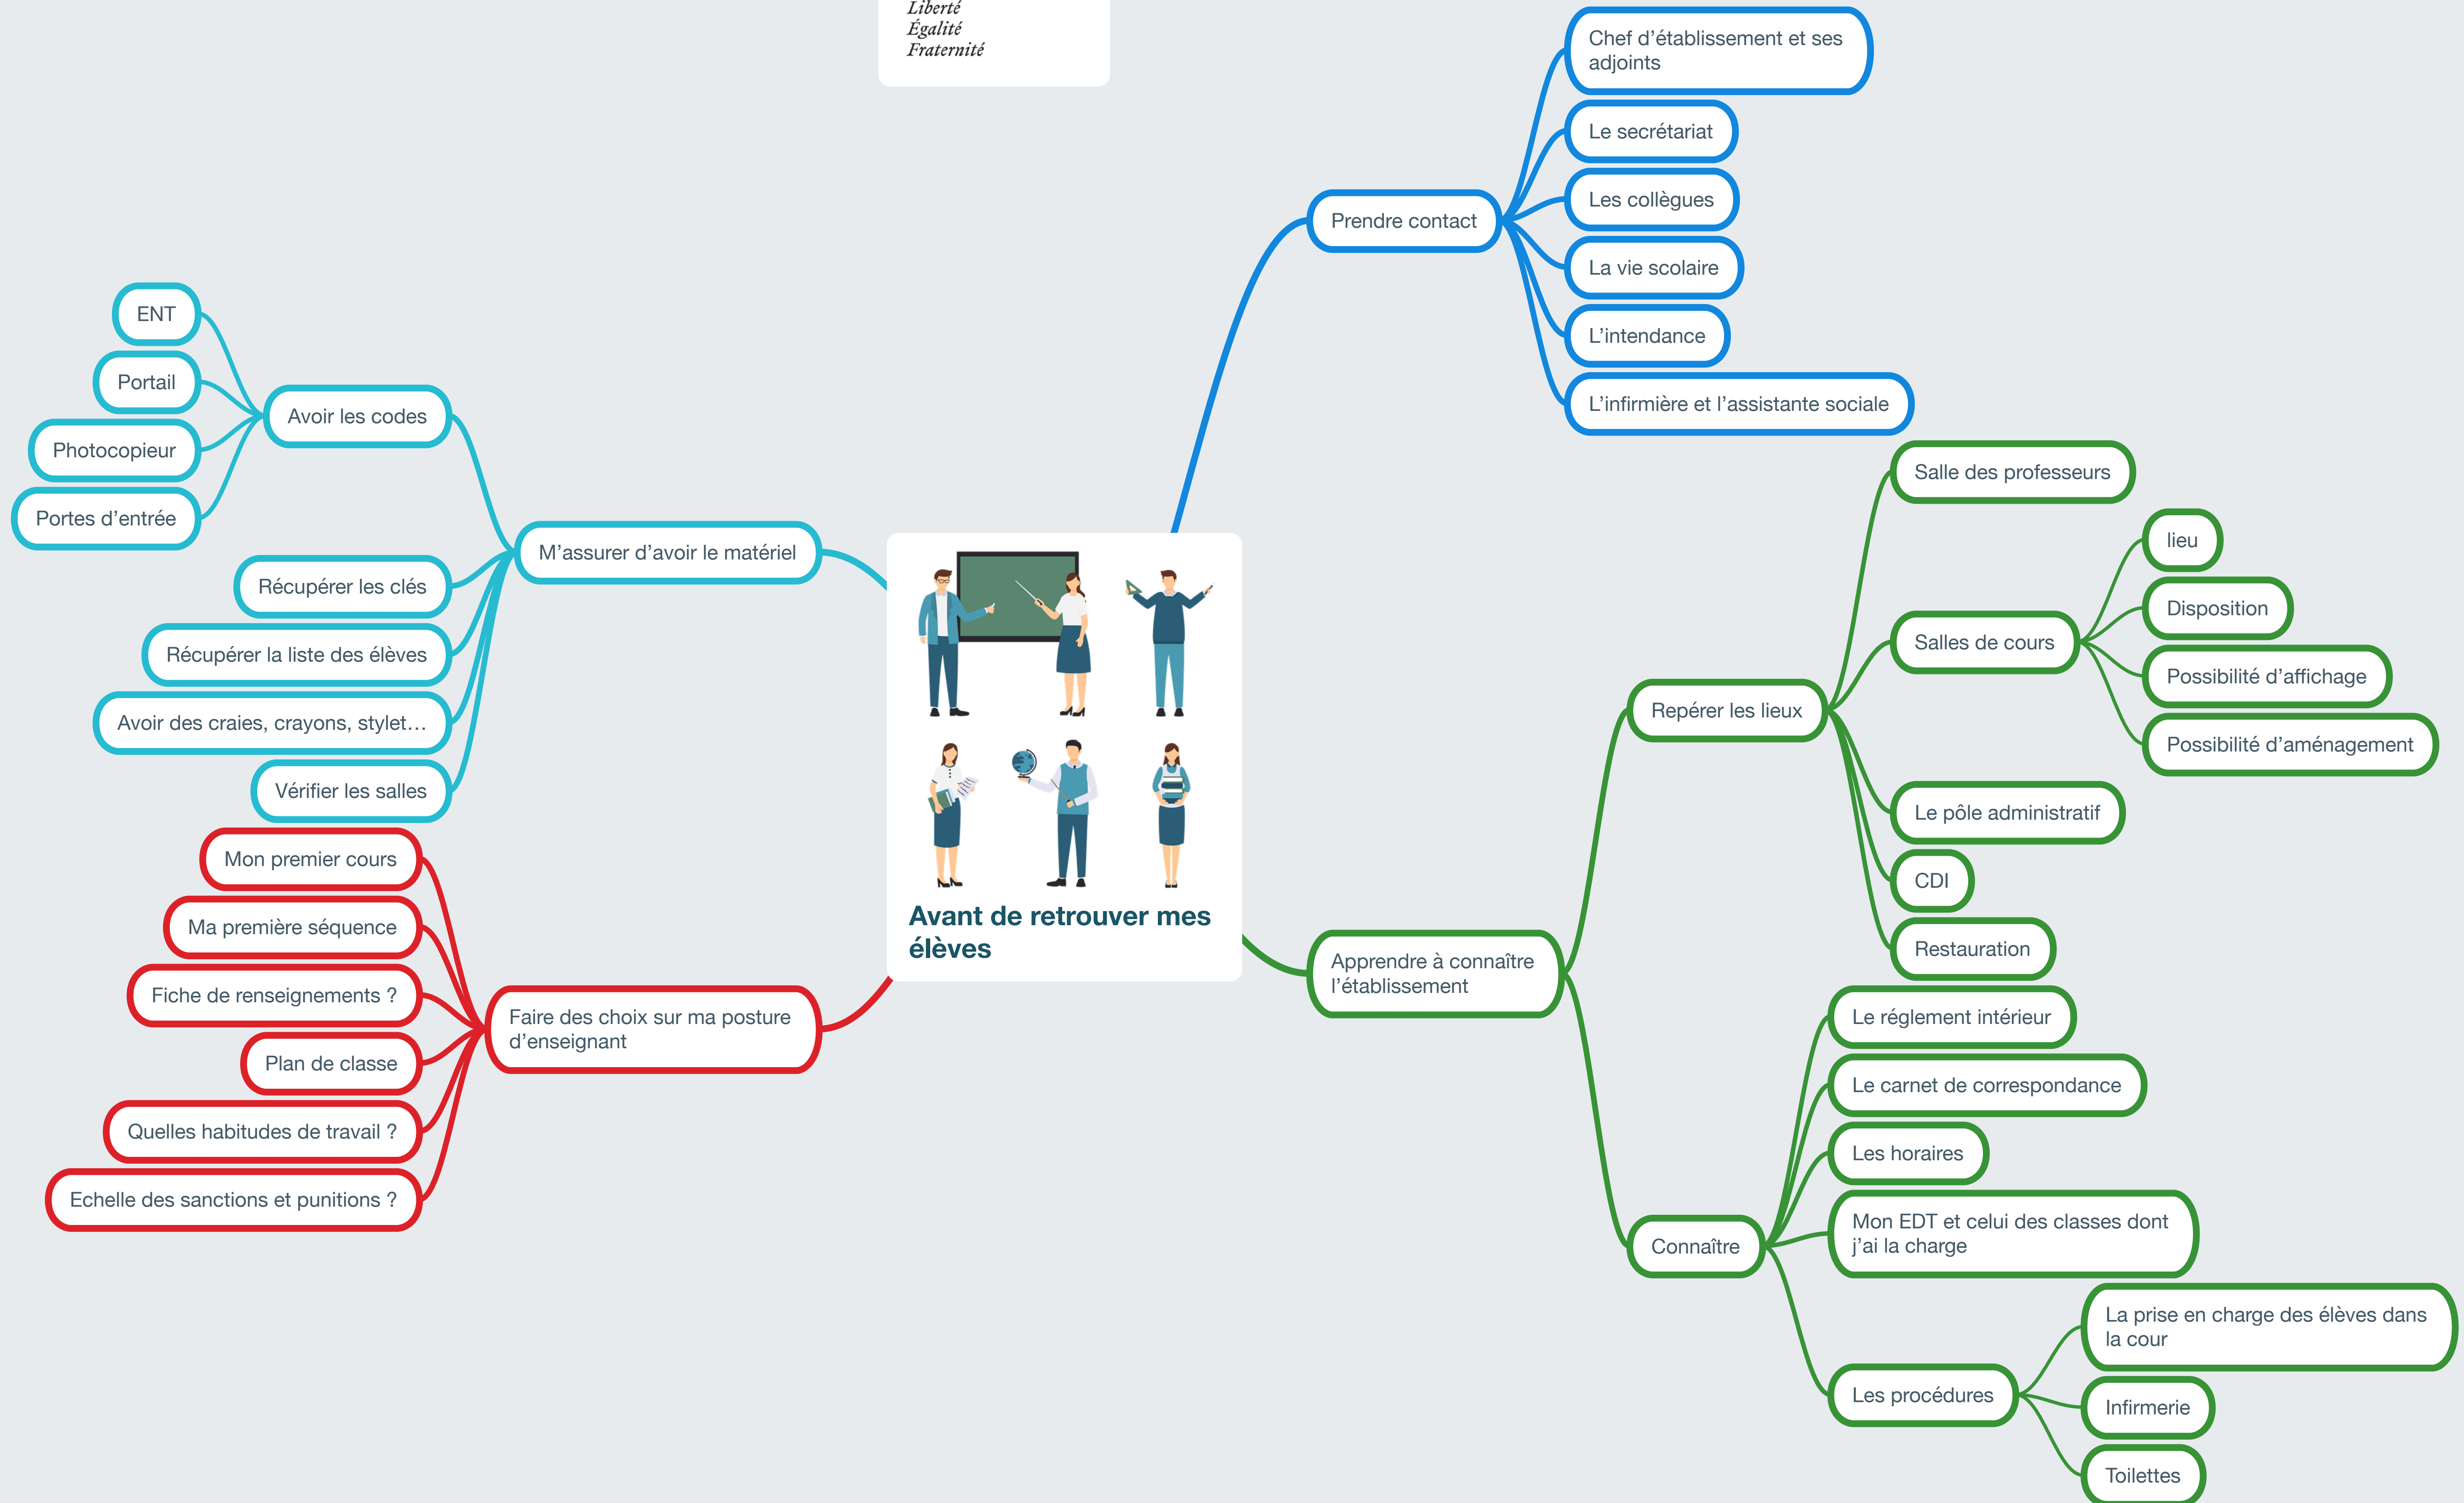 Liberté
Égalité
Fraternité
Avant de retrouver mes
élèves
Prendre contact
Chef d’établissement et ses
adjoints
Le secrétariat
Les collègues
La vie scolaire
L’intendance
L’infirmière et l’assistante sociale
Apprendre à connaître
l’établissement
Repérer les lieux
Salle des professeurs
Salles de cours
lieu
Disposition
Possibilité d’affichage
Possibilité d’aménagement
Le pôle administratif
CDI
Restauration
Connaître
Le réglement intérieur
Le carnet de correspondance
Les horaires
Mon EDT et celui des classes dont
j’ai la charge
Les procédures
La prise en charge des élèves dans
la cour
Infirmerie
Toilettes
M’assurer d’avoir le matériel
Avoir les codes
ENT
Portail
Photocopieur
Portes d’entrée
Récupérer les clés
Récupérer la liste des élèves
Avoir des craies, crayons, stylet…
Vérifier les salles
Faire des choix sur ma posture
d’enseignant
Mon premier cours
Ma première séquence
Fiche de renseignements ?
Plan de classe
Quelles habitudes de travail ?
Echelle des sanctions et punitions ?